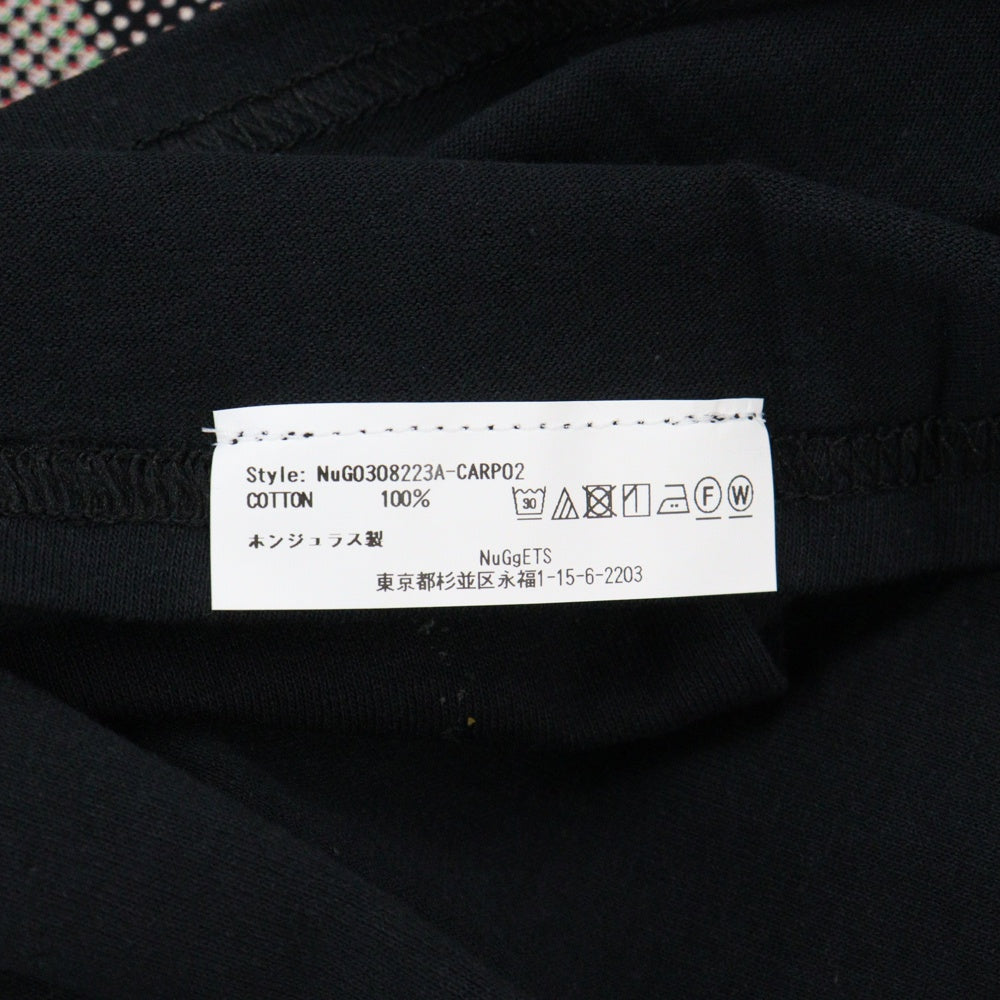 Style: NuG0308223A-CARP02
COTTON 100%
30 F W
ホンジュラス製
NuGgETS
東京都杉並区永福1-15-6-2203